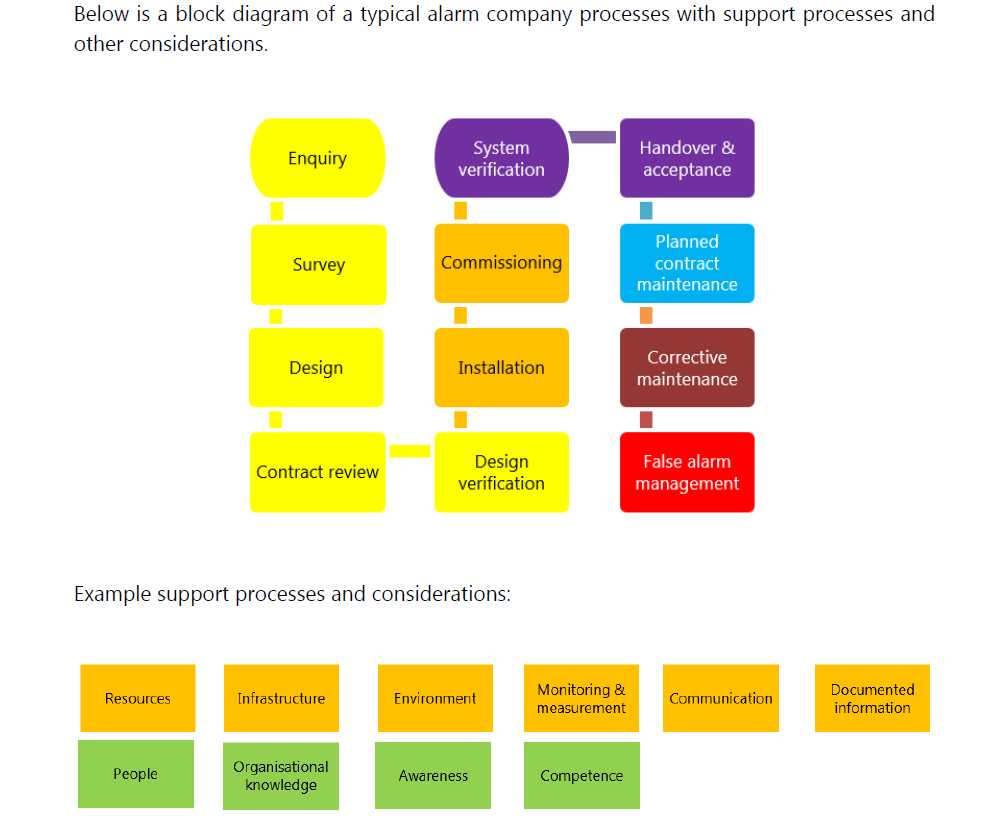 Below is a block diagram of a typical alarm company processes with support processes and
other considerations.
Enquiry
Survey
Design
Contract review
Design
verification
Installation
Commissioning
System
verification
Handover &
acceptance
Planned
contract
maintenance
Corrective
maintenance
False alarm
management
Example support processes and considerations:
Resources
Infrastructure
Environment
Monitoring &
measurement
Communication
Documented
information
People
Organisational
knowledge
Awareness
Competence